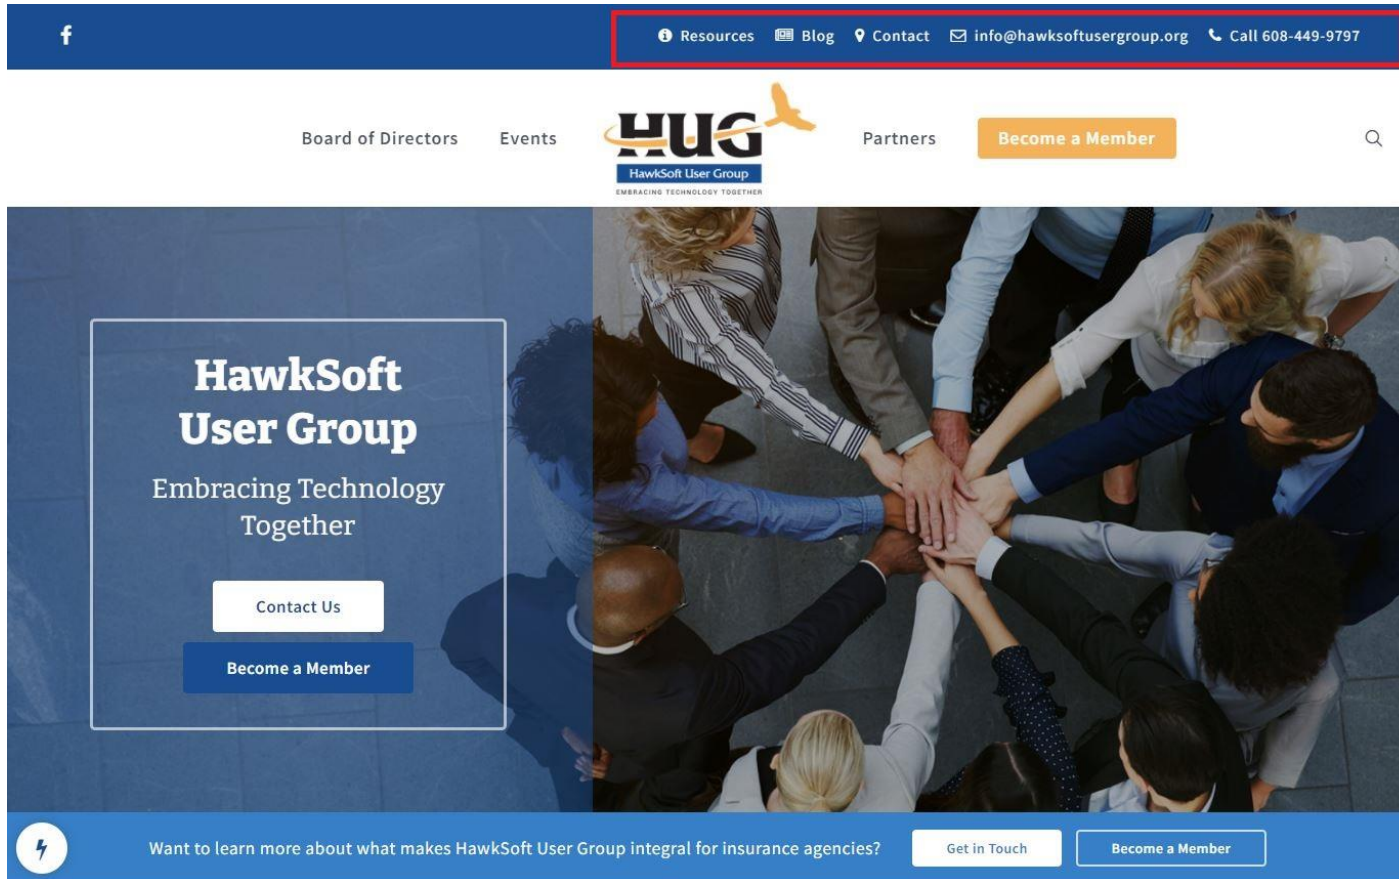 f
Resources Blog Contact info@hawksoftusergroup.org Call 608-449-9797
Board of Directors Events
HUG
HawkSoft User Group
EMBRACING TECHNOLOGY TOGETHER
Partners Become a Member
HawkSoft
User Group
Embracing Technology
Together
Contact Us
Become a Member
Want to learn more about what makes HawkSoft User Group integral for insurance agencies? Get in Touch Become a Member